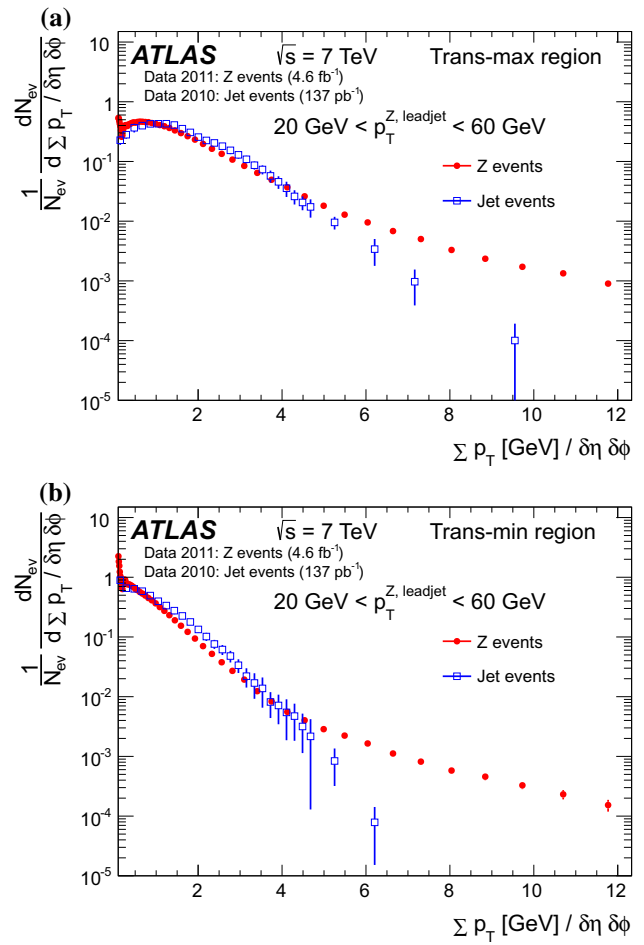 (a)
ATLAS √s = 7 TeV Trans-max region
Data 2011: Z events (4.6 fb⁻¹)
Data 2010: Jet events (137 pb⁻¹)
20 GeV < p_T^{Z, leadjet} < 60 GeV
Z events
Jet events
1/N_ev dN_ev / d Σ p_T / δη δϕ
10
1
10⁻¹
10⁻²
10⁻³
10⁻⁴
10⁻⁵
2 4 6 8 10 12
Σ p_T [GeV] / δη δϕ
(b)
ATLAS √s = 7 TeV Trans-min region
Data 2011: Z events (4.6 fb⁻¹)
Data 2010: Jet events (137 pb⁻¹)
20 GeV < p_T^{Z, leadjet} < 60 GeV
Z events
Jet events
1/N_ev dN_ev / d Σ p_T / δη δϕ
10
1
10⁻¹
10⁻²
10⁻³
10⁻⁴
10⁻⁵
2 4 6 8 10 12
Σ p_T [GeV] / δη δϕ